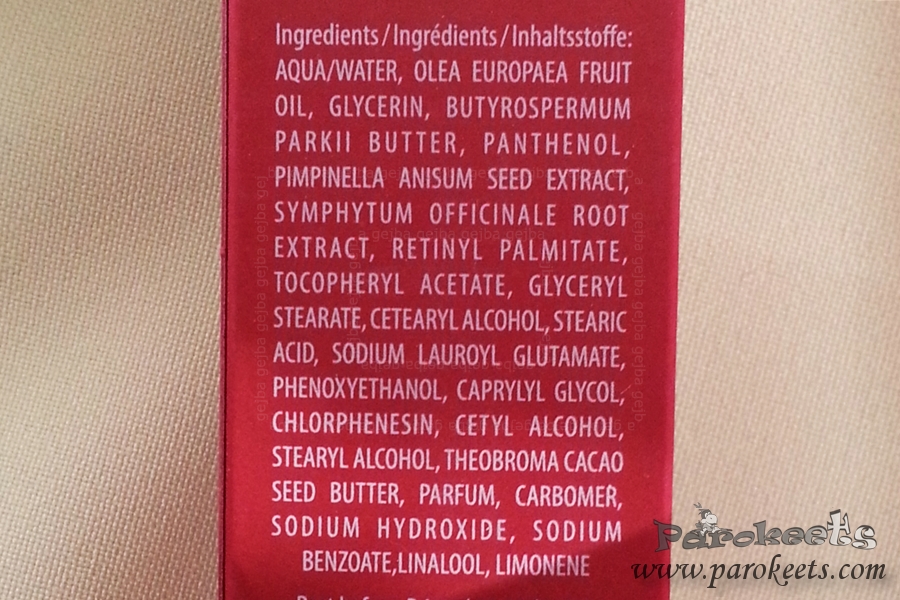 Ingredients / Ingrédients / Inhaltsstoffe:
AQUA/WATER, OLEA EUROPAEA FRUIT
OIL, GLYCERIN, BUTYROSPERMUM
PARKII BUTTER, PANTHENOL,
PIMPINELLA ANISUM SEED EXTRACT,
SYMPHYTUM OFFICINALE ROOT
EXTRACT, RETINYL PALMITATE,
TOCOPHERYL ACETATE, GLYCERYL
STEARATE, CETEARYL ALCOHOL, STEARIC
ACID, SODIUM LAUROYL GLUTAMATE,
PHENOXYETHANOL, CAPRYLYL GLYCOL,
CHLORPHENESIN, CETYL ALCOHOL,
STEARYL ALCOHOL, THEOBROMA CACAO
SEED BUTTER, PARFUM, CARBOMER,
SODIUM HYDROXIDE, SODIUM
BENZOATE,LINALOOL, LIMONENE
Parokeets
www.parokeets.com